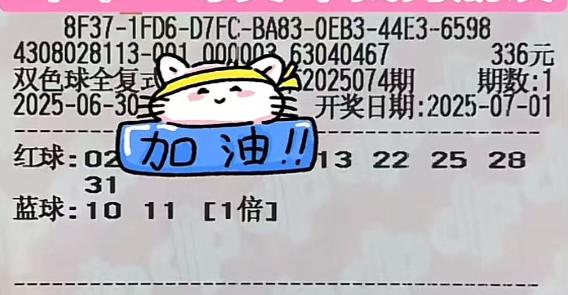 8F37-1FD6-D7FC-BA83-0EB3-44E3-6598
4308028113-001 000003 63040467 336元
双色球全复式 2025074期 期数:1
2025-06-30 开奖日期:2025-07-01
加油!!
红球:02 13 22 25 28
31
蓝球:10 11 [1倍]